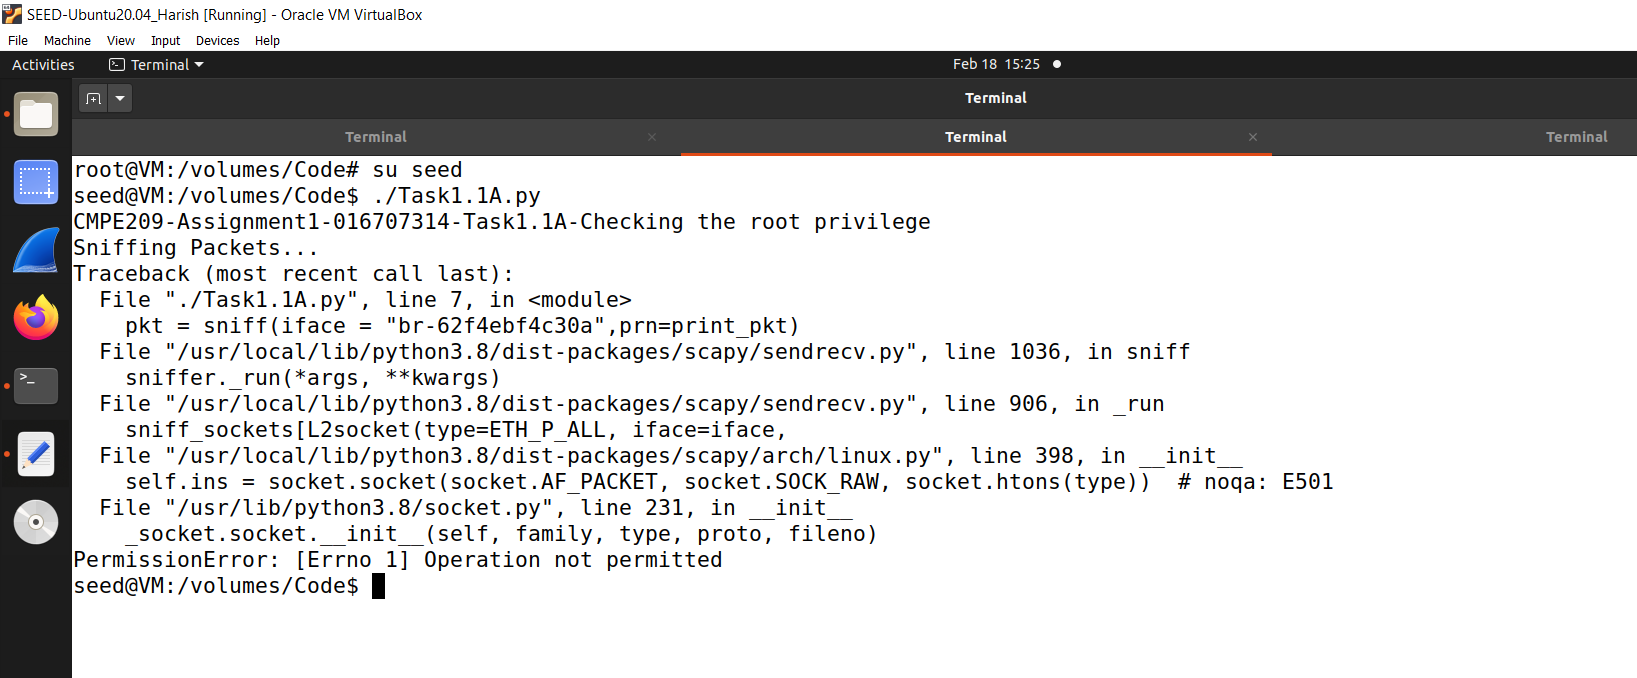 SEED-Ubuntu20.04_Harish [Running] - Oracle VM VirtualBox
File Machine View Input Devices Help
Activities Terminal Feb 18 15:25
Terminal
Terminal Terminal Terminal
root@VM:/volumes/Code# su seed
seed@VM:/volumes/Code$ ./Task1.1A.py
CMPE209-Assignment1-016707314-Task1.1A-Checking the root privilege
Sniffing Packets...
Traceback (most recent call last):
  File "./Task1.1A.py", line 7, in <module>
    pkt = sniff(iface = "br-62f4ebf4c30a",prn=print_pkt)
  File "/usr/local/lib/python3.8/dist-packages/scapy/sendrecv.py", line 1036, in sniff
    sniffer._run(*args, **kwargs)
  File "/usr/local/lib/python3.8/dist-packages/scapy/sendrecv.py", line 906, in _run
    sniff_sockets[L2socket(type=ETH_P_ALL, iface=iface,
  File "/usr/local/lib/python3.8/dist-packages/scapy/arch/linux.py", line 398, in __init__
    self.ins = socket.socket(socket.AF_PACKET, socket.SOCK_RAW, socket.htons(type))  # noqa: E501
  File "/usr/lib/python3.8/socket.py", line 231, in __init__
    _socket.socket.__init__(self, family, type, proto, fileno)
PermissionError: [Errno 1] Operation not permitted
seed@VM:/volumes/Code$